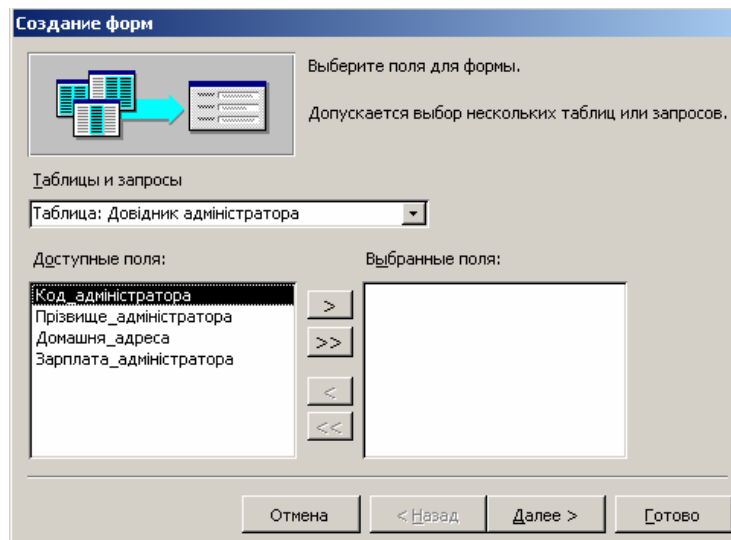 Создание форм
Выберите поля для формы.
Допускается выбор нескольких таблиц или запросов.
Таблицы и запросы
Таблица: Довідник адміністратора
Доступные поля:
Выбранные поля:
Код_адміністратора
Прізвище_адміністратора
Домашня_адреса
Зарплата_адміністратора
>
>>
<
<<
Отмена
< Назад
Далее >
Готово